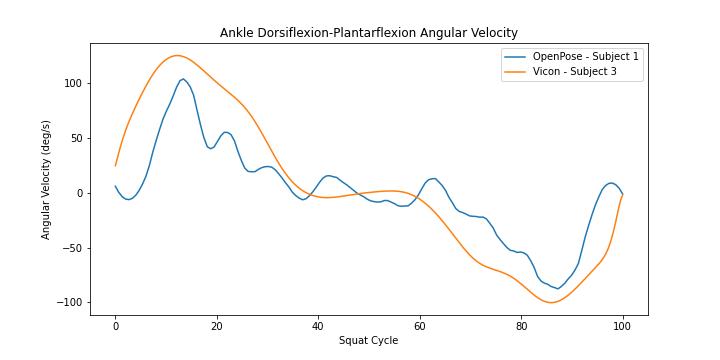 Ankle Dorsiflexion-Plantarflexion Angular Velocity
OpenPose - Subject 1
Vicon - Subject 3
Angular Velocity (deg/s)
100
50
0
−50
−100
0 20 40 60 80 100
Squat Cycle